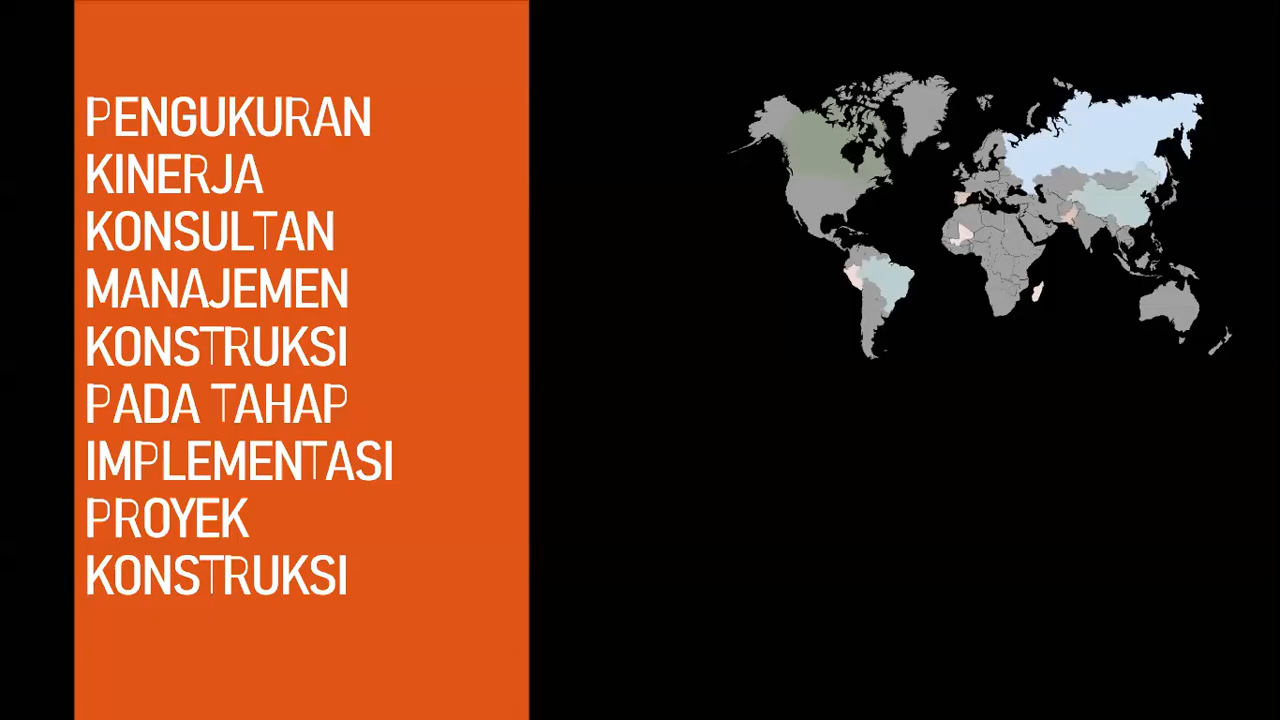 PENGUKURAN
KINERJA
KONSULTAN
MANAJEMEN
KONSTRUKSI
PADA TAHAP
IMPLEMENTASI
PROYEK
KONSTRUKSI